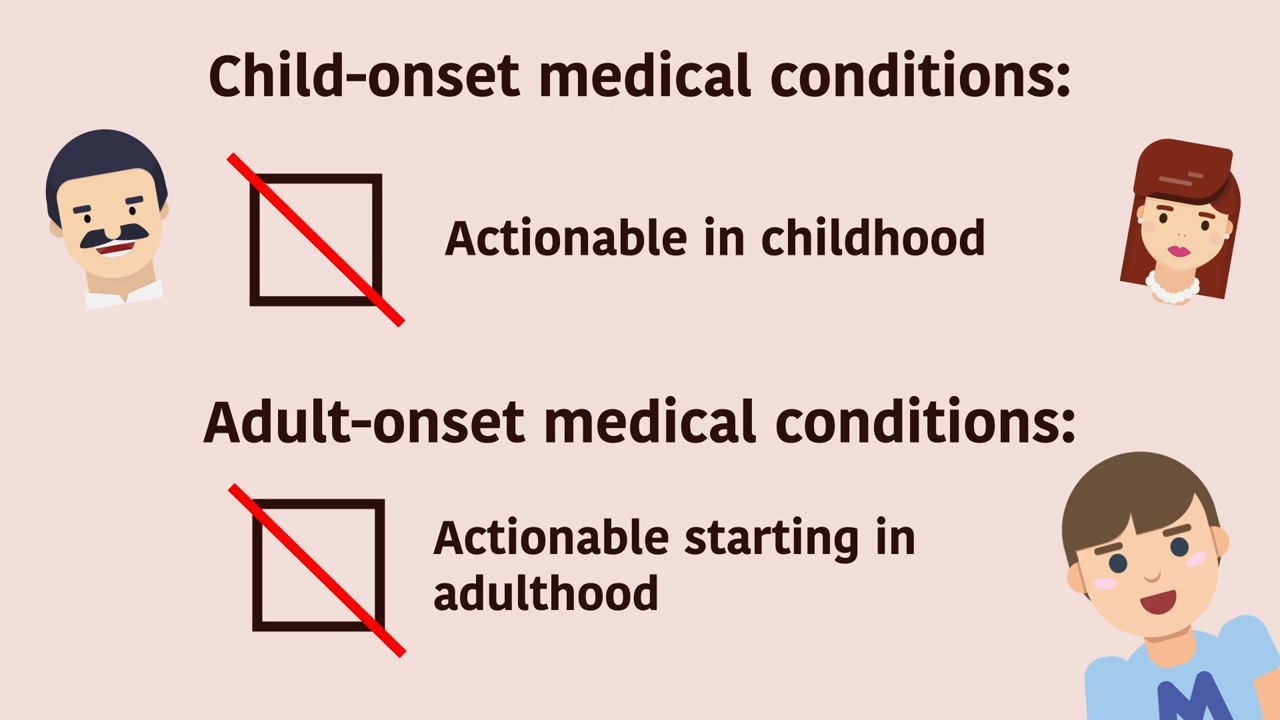 Child-onset medical conditions:
Actionable in childhood
Adult-onset medical conditions:
Actionable starting in
adulthood
M